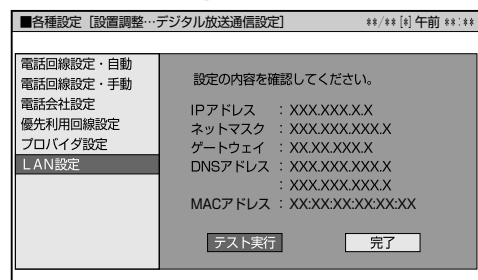 ■各種設定［設置調整…デジタル放送通信設定］ **/**[*]午前 **:**
電話回線設定・自動
電話回線設定・手動
電話会社設定
優先利用回線設定
プロバイダ設定
LAN設定
設定の内容を確認してください。
IPアドレス : XXX.XXX.X.X
ネットマスク : XXX.XXX.XXX.X
ゲートウェイ : XX.XX.XXX.X
DNSアドレス : XXX.XXX.XXX.X
: XXX.XXX.XXX.X
MACアドレス : XX:XX:XX:XX:XX:XX
テスト実行 完了